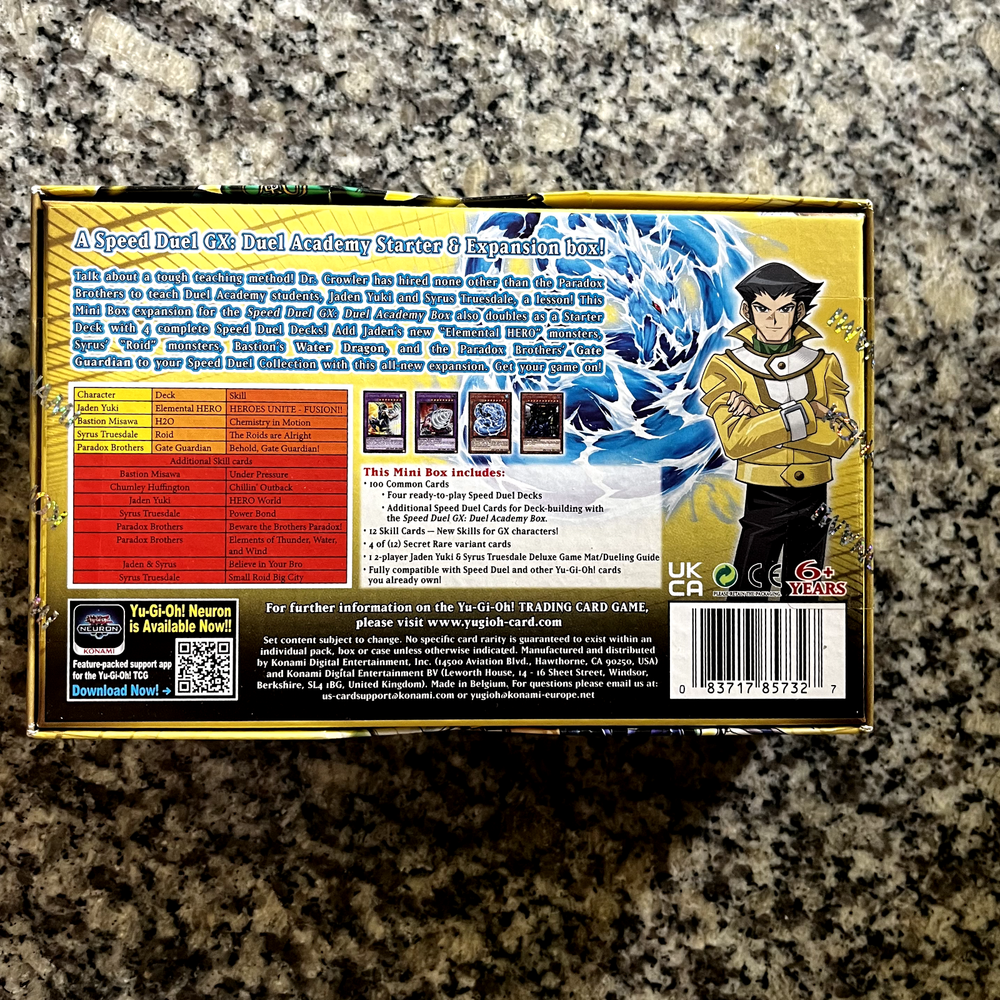 A Speed Duel GX: Duel Academy Starter & Expansion box!
Talk about a tough teaching method! Dr. Crowler has hired none other than the Paradox
Brothers to teach Duel Academy students, Jaden Yuki and Syrus Truesdale, a lesson! This
Mini Box expansion for the Speed Duel GX: Duel Academy Box also doubles as a Starter
Deck with 4 complete Speed Duel Decks! Add Jaden's new "Elemental HERO" monsters,
Syrus' "Roid" monsters, Bastion's Water Dragon, and the Paradox Brothers' Gate
Guardian to your Speed Duel Collection with this all new expansion. Get your game on!
Character Deck Skill
Jaden Yuki Elemental HERO HEROES UNITE - FUSION!!
Bastion Misawa H2O Chemistry in Motion
Syrus Truesdale Roid The Roids are Alright
Paradox Brothers Gate Guardian Behold, Gate Guardian!
Additional Skill cards
Bastion Misawa Under Pressure
Chumley Huffington Chillin' Outback
Jaden Yuki HERO World
Syrus Truesdale Power Bond
Paradox Brothers Beware the Brothers Paradox!
Paradox Brothers Elements of Thunder, Water,
and Wind
Jaden & Syrus Believe in Your Bro
Syrus Truesdale Small Roid Big City
This Mini Box includes:
• 100 Common Cards
• Four ready-to-play Speed Duel Decks
• Additional Speed Duel Cards for Deck-building with
the Speed Duel GX: Duel Academy Box.
• 12 Skill Cards — New Skills for GX characters!
• 4 of (12) Secret Rare variant cards
• 1 2-player Jaden Yuki & Syrus Truesdale Deluxe Game Mat/Dueling Guide
• Fully compatible with Speed Duel and other Yu-Gi-Oh! cards
you already own!
UK
CA
PLEASE RETAIN THE PACKAGING
CE
6+
YEARS
Yu-Gi-Oh!
NEURON
KONAMI
Yu-Gi-Oh! Neuron
is Available Now!!
Feature-packed support app
for the Yu-Gi-Oh! TCG
Download Now! →
For further information on the Yu-Gi-Oh! TRADING CARD GAME,
please visit www.yugioh-card.com
Set content subject to change. No specific card rarity is guaranteed to exist within an
individual pack, box or case unless otherwise indicated. Manufactured and distributed
by Konami Digital Entertainment, Inc. (14500 Aviation Blvd., Hawthorne, CA 90250, USA)
and Konami Digital Entertainment BV (Leworth House, 14 - 16 Sheet Street, Windsor,
Berkshire, SL4 1BG, United Kingdom). Made in Belgium. For questions please email us at:
us-cardsupport@konami.com or yugioh@konami-europe.net
0 83717 85732 7